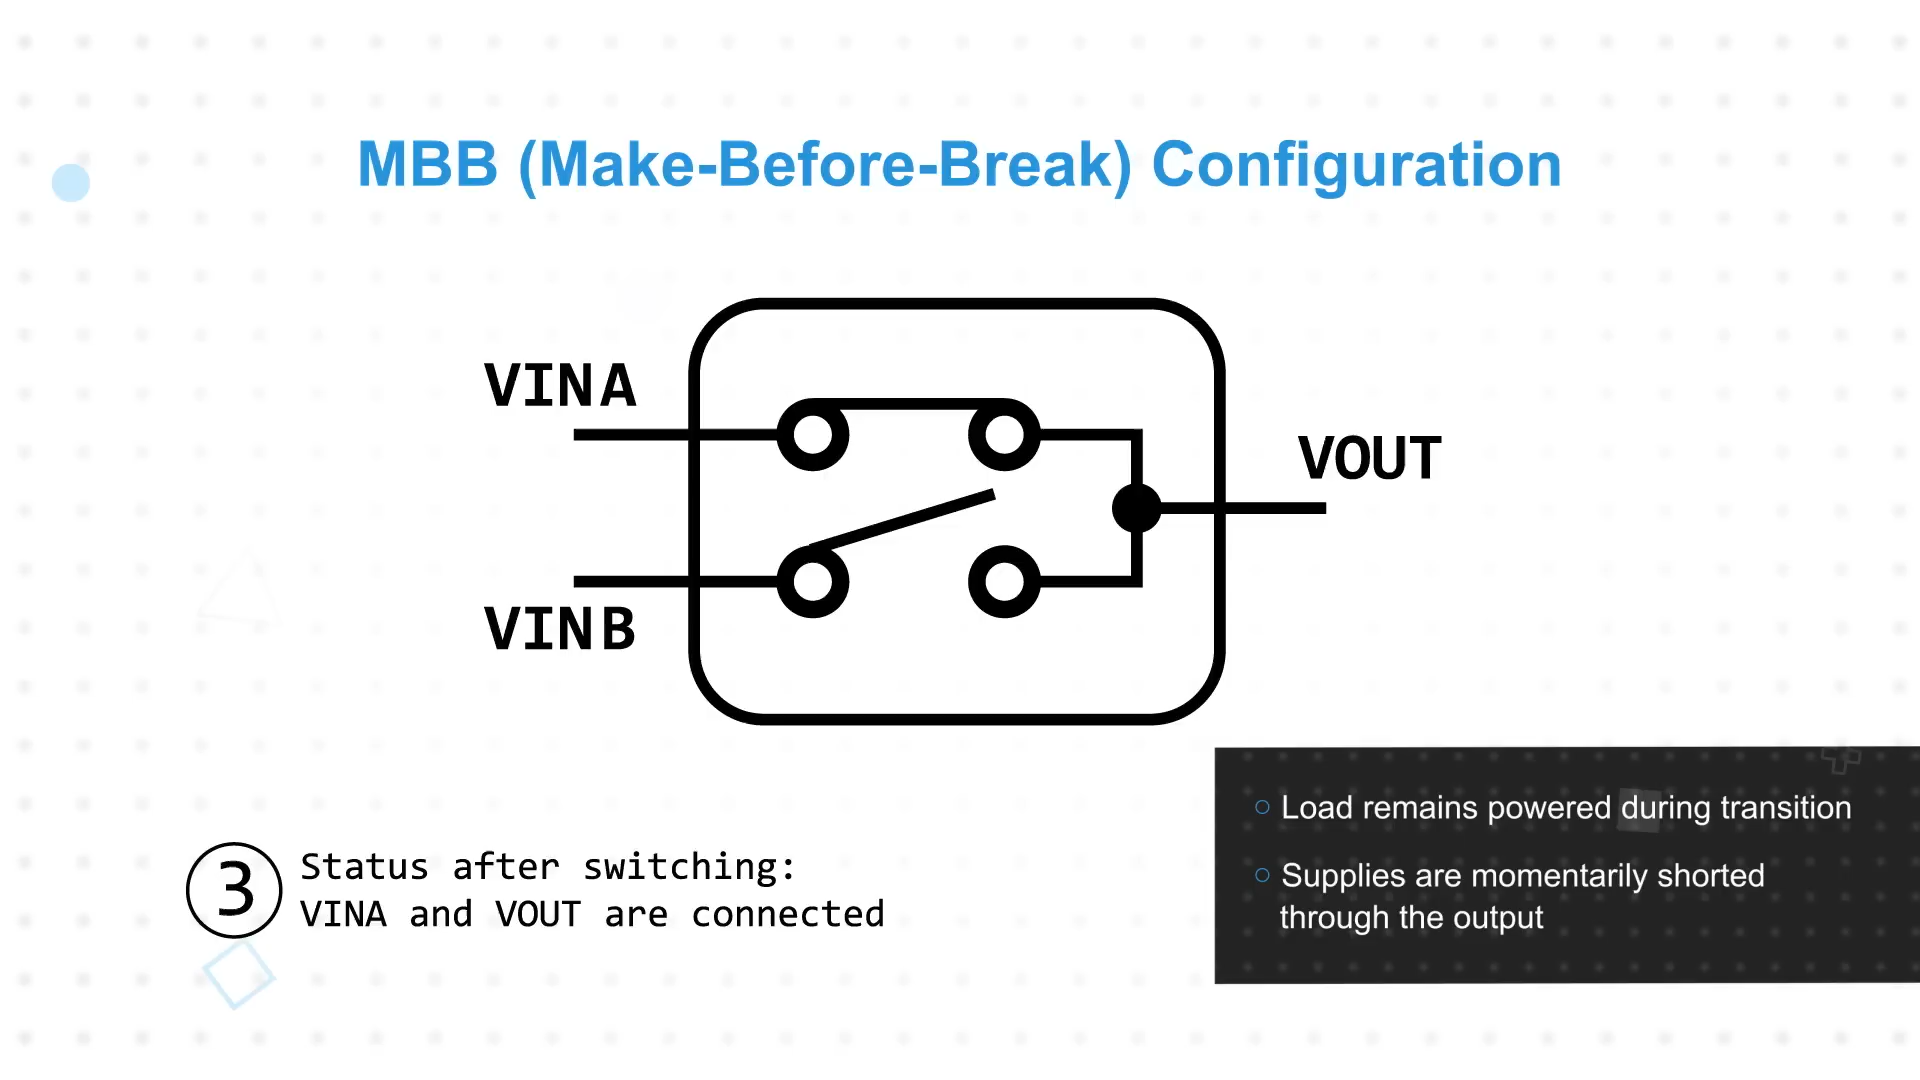 MBB (Make-Before-Break) Configuration
VINA
VOUT
VINB
Load remains powered during transition
Supplies are momentarily shorted
through the output
3
Status after switching:
VINA and VOUT are connected